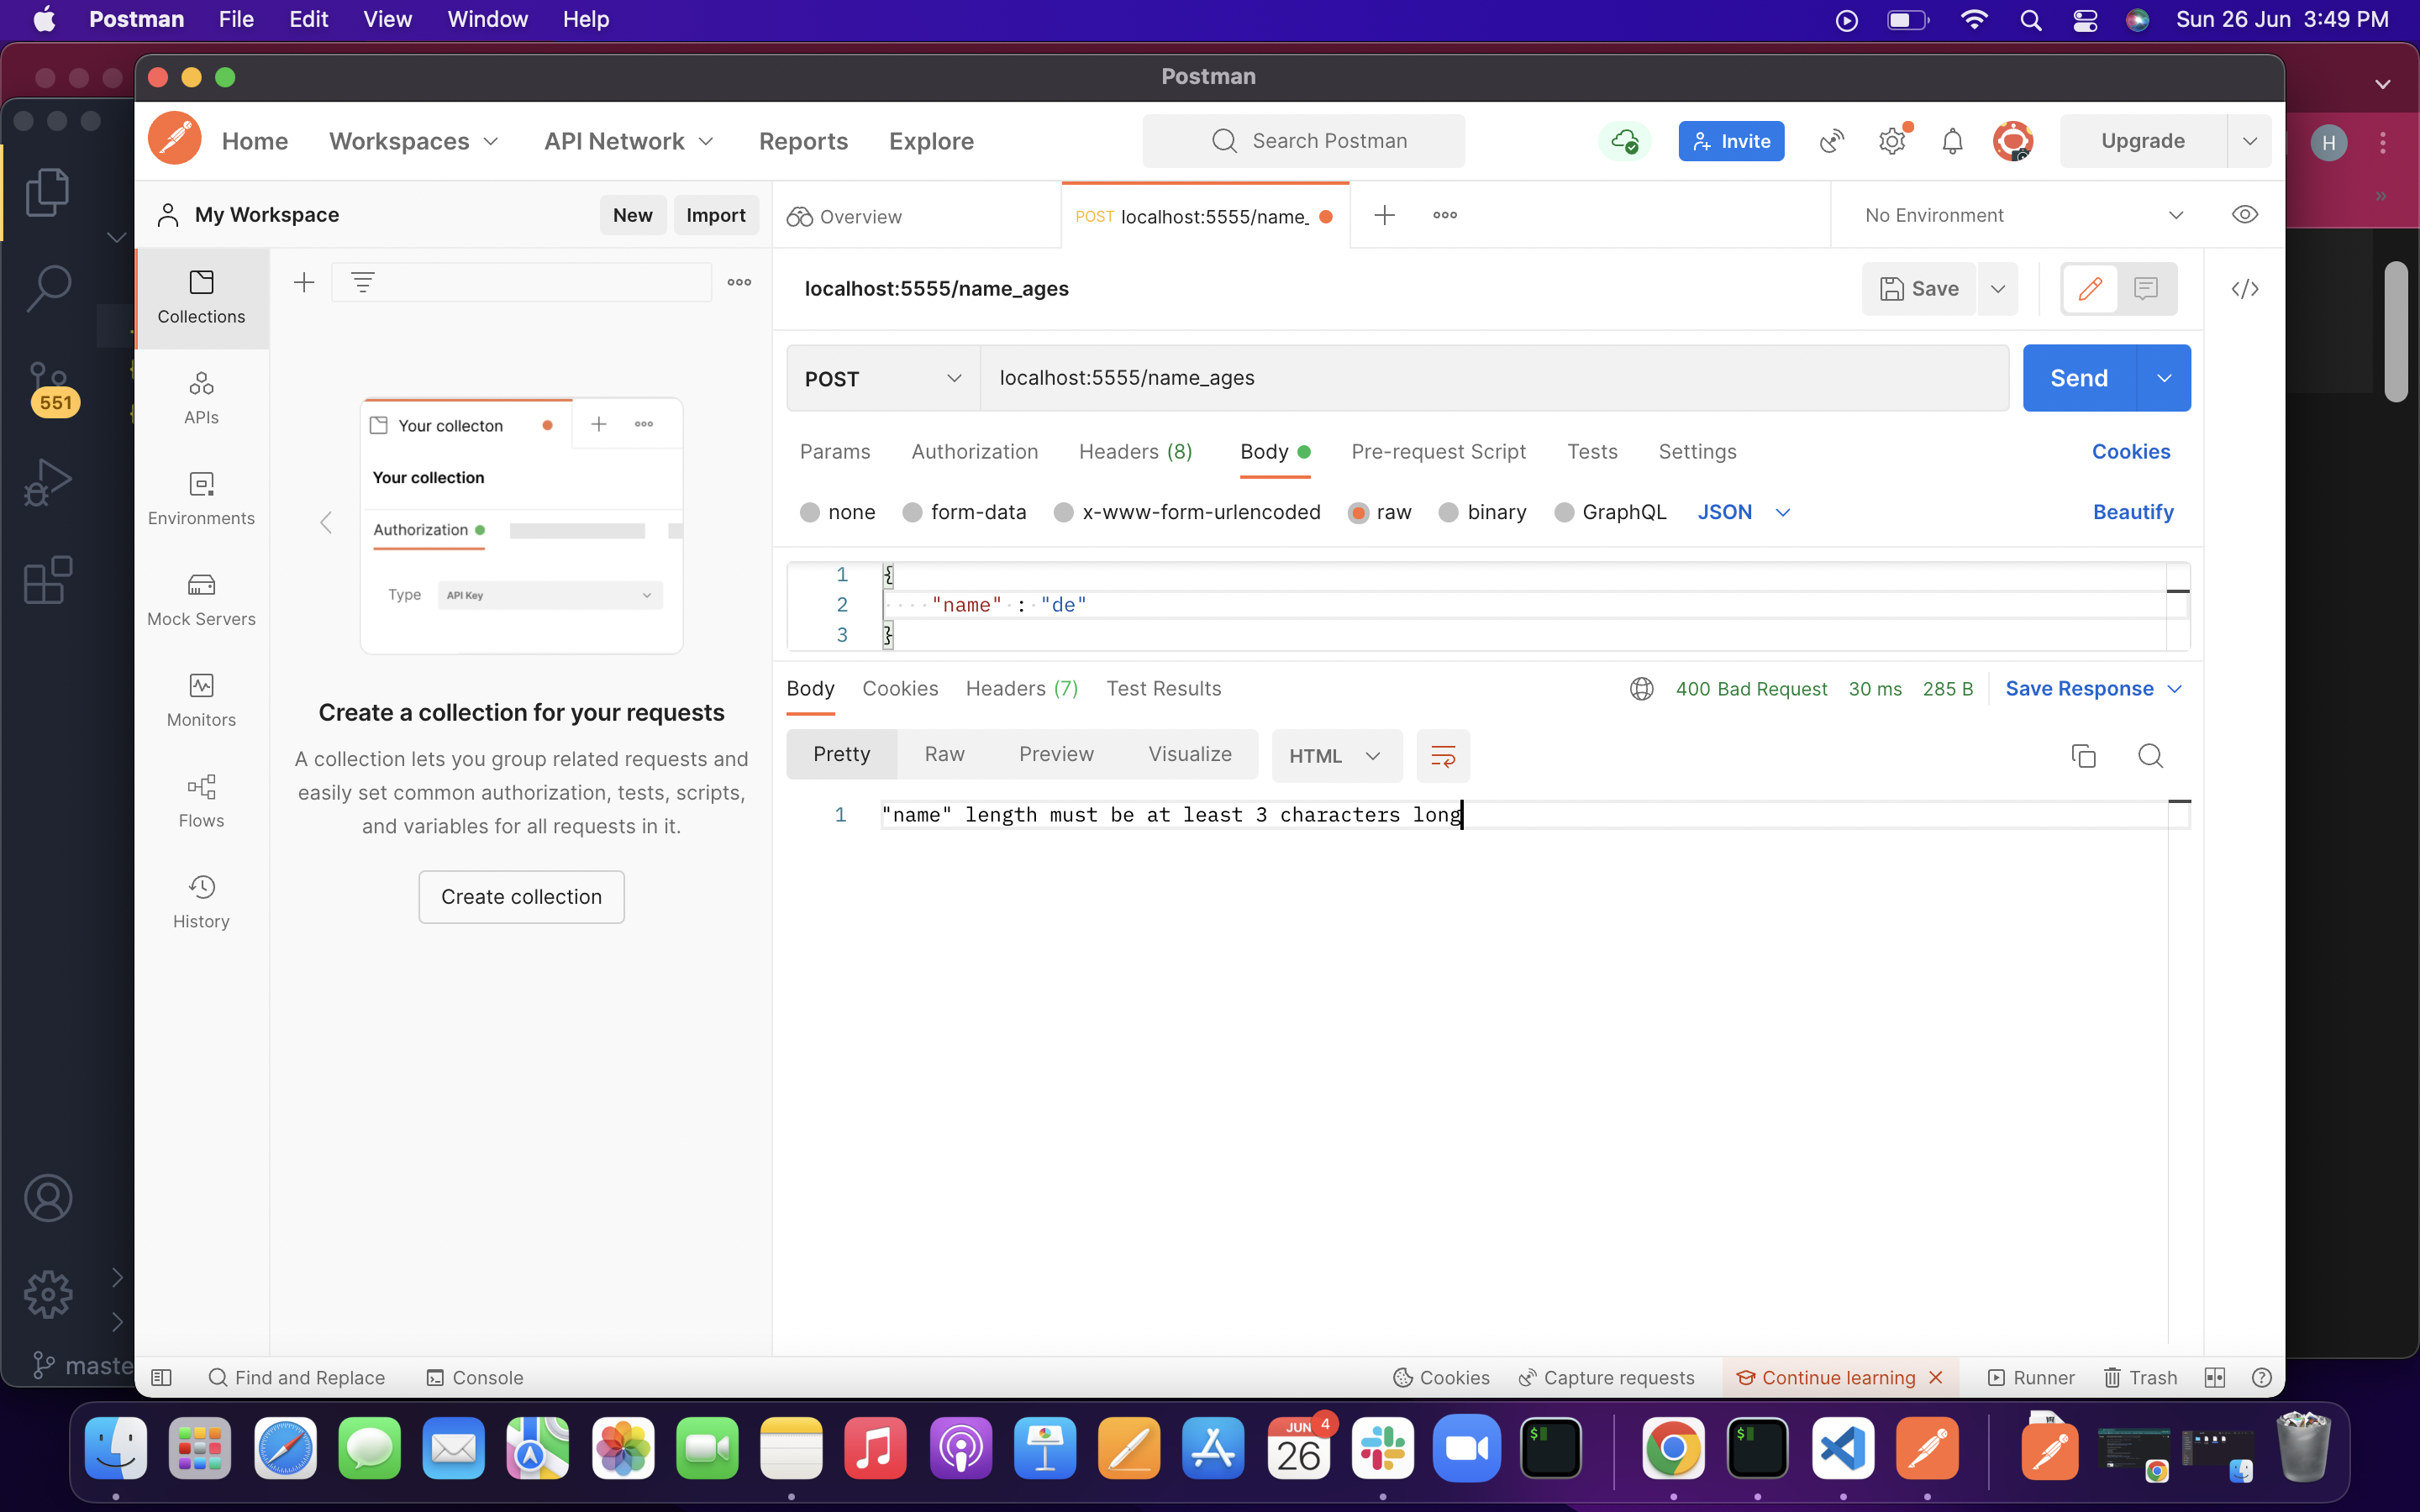 Postman File Edit View Window Help Sun 26 Jun 3:49 PM
Postman
Home Workspaces API Network Reports Explore Search Postman Invite Upgrade H
My Workspace New Import Overview POST localhost:5555/name_ No Environment
Collections
APIs
Environments
Mock Servers
Monitors
Flows
History
551
maste
Your collecton
Your collection
Authorization
Type API Key
Create a collection for your requests
A collection lets you group related requests and
easily set common authorization, tests, scripts,
and variables for all requests in it.
Create collection
localhost:5555/name_ages Save
POST localhost:5555/name_ages Send
Params Authorization Headers (8) Body Pre-request Script Tests Settings Cookies
none form-data x-www-form-urlencoded raw binary GraphQL JSON Beautify
1 {
2 "name" : "de"
3 }
Body Cookies Headers (7) Test Results 400 Bad Request 30 ms 285 B Save Response
Pretty Raw Preview Visualize HTML
1 "name" length must be at least 3 characters long
Find and Replace Console Cookies Capture requests Continue learning Runner Trash
JUN 4
26